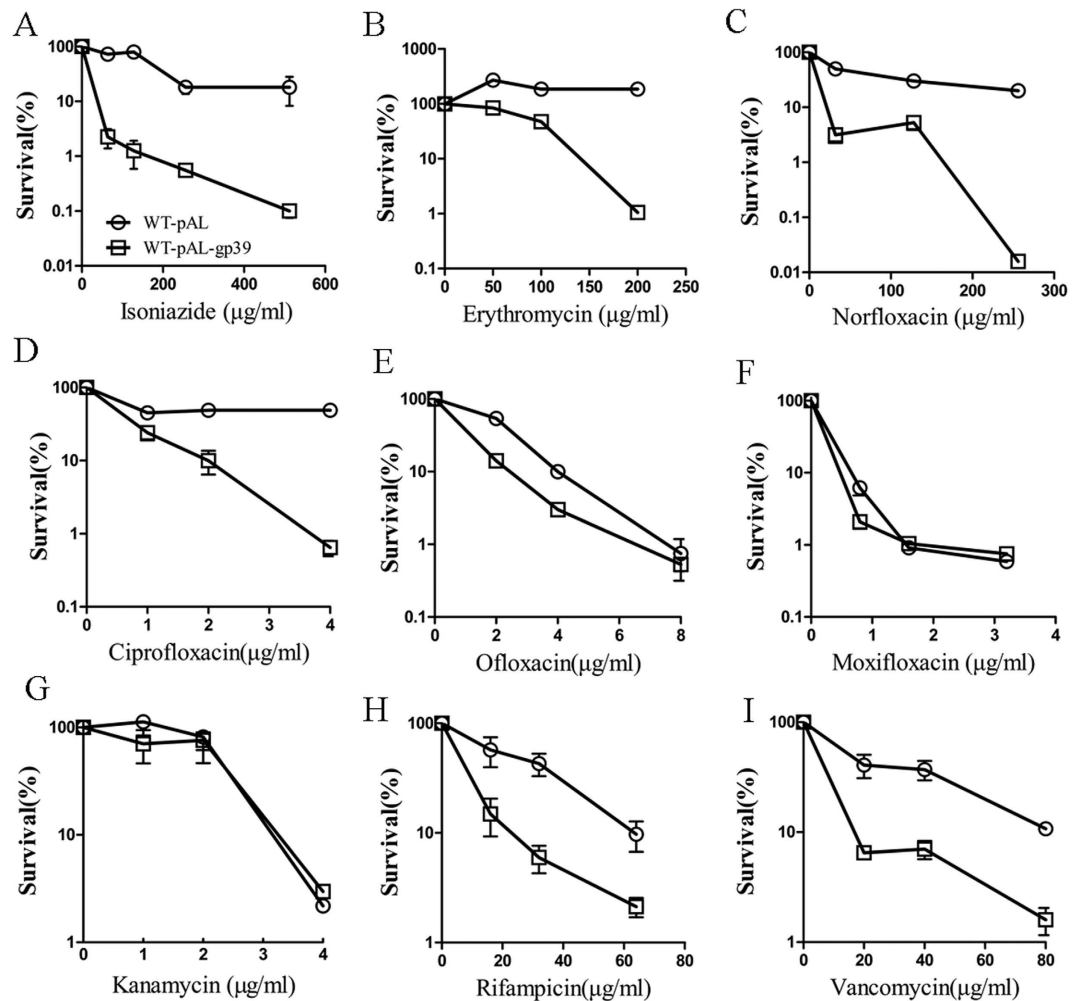 A
Survival(%)
100
10
1
0.1
0.01
0 200 400 600
Isoniazide (μg/ml)
WT-pAL
WT-pAL-gp39
B
Survival(%)
1000
100
10
1
0.1
0 50 100 150 200 250
Erythromycin (μg/ml)
C
Survival(%)
100
10
1
0.1
0.01
0 100 200 300
Norfloxacin (μg/ml)
D
Survival(%)
100
10
1
0.1
0 1 2 3 4
Ciprofloxacin(μg/ml)
E
Survival(%)
100
10
1
0.1
0 2 4 6 8
Ofloxacin(μg/ml)
F
Survival(%)
100
10
1
0.1
0 1 2 3 4
Moxifloxacin (μg/ml)
G
Survival(%)
100
10
1
0 1 2 3 4
Kanamycin (μg/ml)
H
Survival(%)
100
10
1
0 20 40 60 80
Rifampicin(μg/ml)
I
Survival(%)
100
10
1
0 20 40 60 80
Vancomycin(μg/ml)